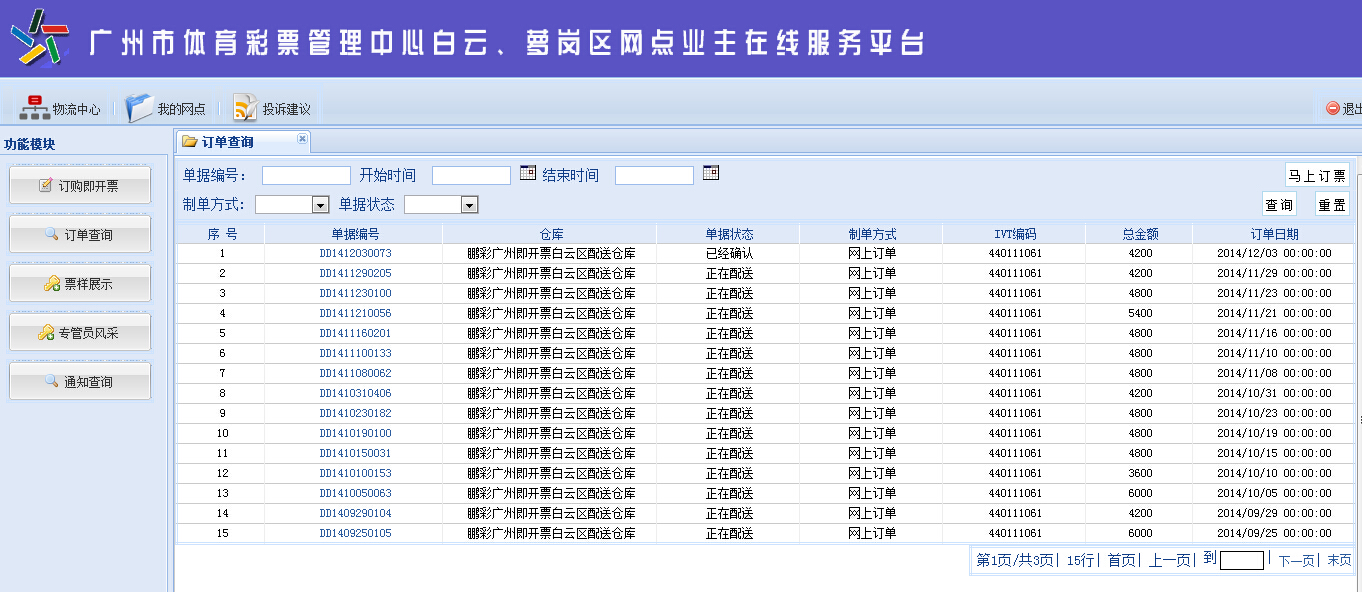 广州市体育彩票管理中心白云、萝岗区网点业主在线服务平台
物流中心 我的网点 投诉建议 退出
功能模块 订单查询
订购即开票
订单查询
票样展示
专管员风采
通知查询
单据编号： 开始时间 结束时间 马上订票
制单方式： 单据状态 查询 重置
序 号 单据编号 仓库 单据状态 制单方式 IVT编码 总金额 订单日期
1 DD1412030073 鹏彩广州即开票白云区配送仓库 已经确认 网上订单 440111061 4200 2014/12/03 00:00:00
2 DD1411290205 鹏彩广州即开票白云区配送仓库 正在配送 网上订单 440111061 4200 2014/11/29 00:00:00
3 DD1411230100 鹏彩广州即开票白云区配送仓库 正在配送 网上订单 440111061 4800 2014/11/23 00:00:00
4 DD1411210056 鹏彩广州即开票白云区配送仓库 正在配送 网上订单 440111061 5400 2014/11/21 00:00:00
5 DD1411160201 鹏彩广州即开票白云区配送仓库 正在配送 网上订单 440111061 4800 2014/11/16 00:00:00
6 DD1411100133 鹏彩广州即开票白云区配送仓库 正在配送 网上订单 440111061 4800 2014/11/10 00:00:00
7 DD1411080062 鹏彩广州即开票白云区配送仓库 正在配送 网上订单 440111061 4800 2014/11/08 00:00:00
8 DD1410310406 鹏彩广州即开票白云区配送仓库 正在配送 网上订单 440111061 4200 2014/10/31 00:00:00
9 DD1410230182 鹏彩广州即开票白云区配送仓库 正在配送 网上订单 440111061 4800 2014/10/23 00:00:00
10 DD1410190100 鹏彩广州即开票白云区配送仓库 正在配送 网上订单 440111061 4800 2014/10/19 00:00:00
11 DD1410150031 鹏彩广州即开票白云区配送仓库 正在配送 网上订单 440111061 4800 2014/10/15 00:00:00
12 DD1410100153 鹏彩广州即开票白云区配送仓库 正在配送 网上订单 440111061 3600 2014/10/10 00:00:00
13 DD1410050063 鹏彩广州即开票白云区配送仓库 正在配送 网上订单 440111061 6000 2014/10/05 00:00:00
14 DD1409290104 鹏彩广州即开票白云区配送仓库 正在配送 网上订单 440111061 4200 2014/09/29 00:00:00
15 DD1409250105 鹏彩广州即开票白云区配送仓库 正在配送 网上订单 440111061 6000 2014/09/25 00:00:00
第1页/共3页| 15行| 首页| 上一页| 到 | 下一页| 末页